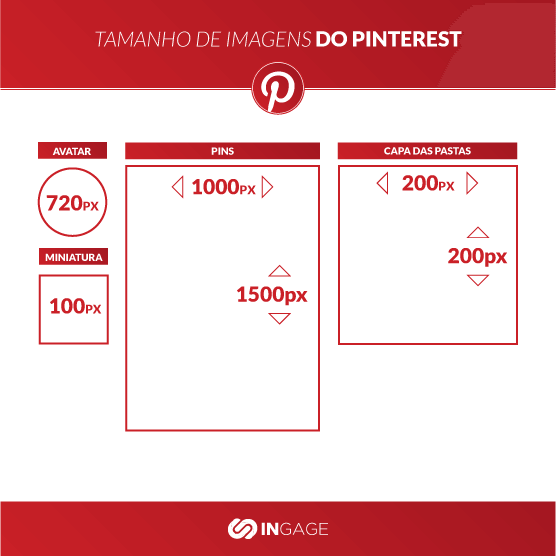 TAMANHO DE IMAGENS DO PINTEREST
AVATAR
720PX
MINIATURA
100PX
PINS
1000PX
1500px
CAPA DAS PASTAS
200PX
200px
INGAGE